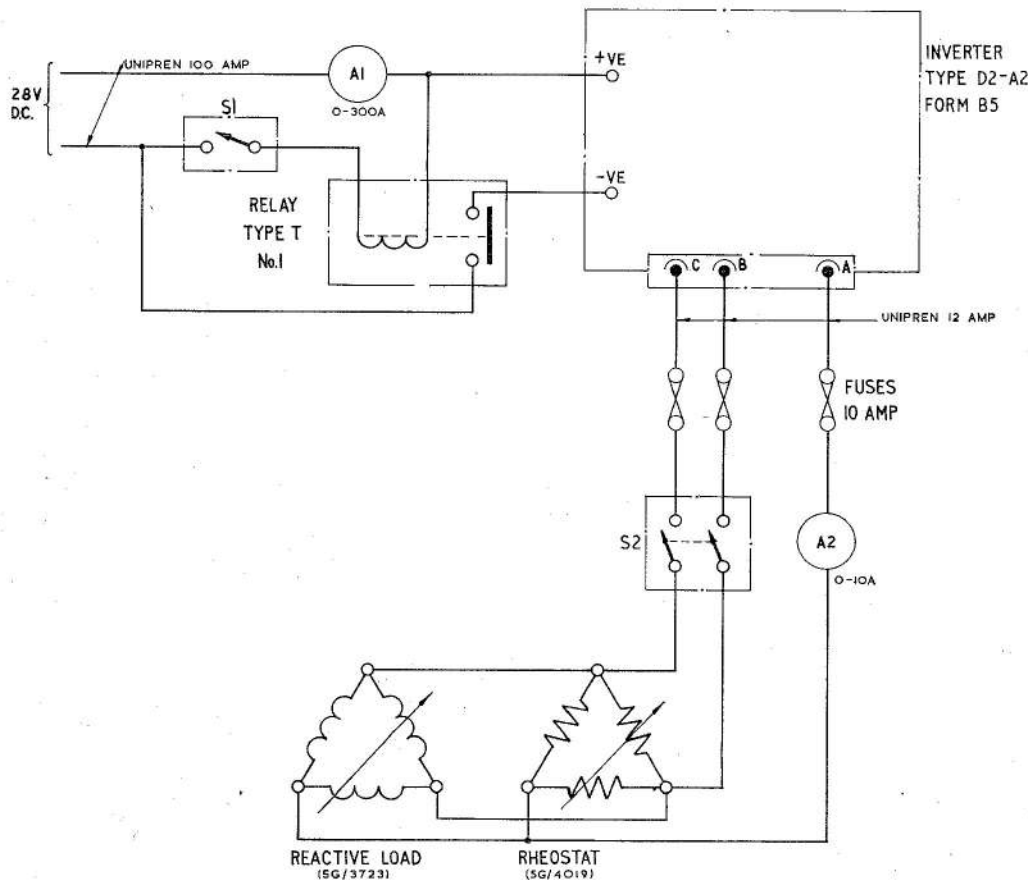 UNIPREN 100 AMP
28V
D.C.
A1
0-300A
S1
RELAY
TYPE T
No.1
+VE
-VE
INVERTER
TYPE D2-A2
FORM B5
C
B
A
UNIPREN 12 AMP
FUSES
10 AMP
S2
A2
0-10A
REACTIVE LOAD
(5G/3723)
RHEOSTAT
(5G/4019)